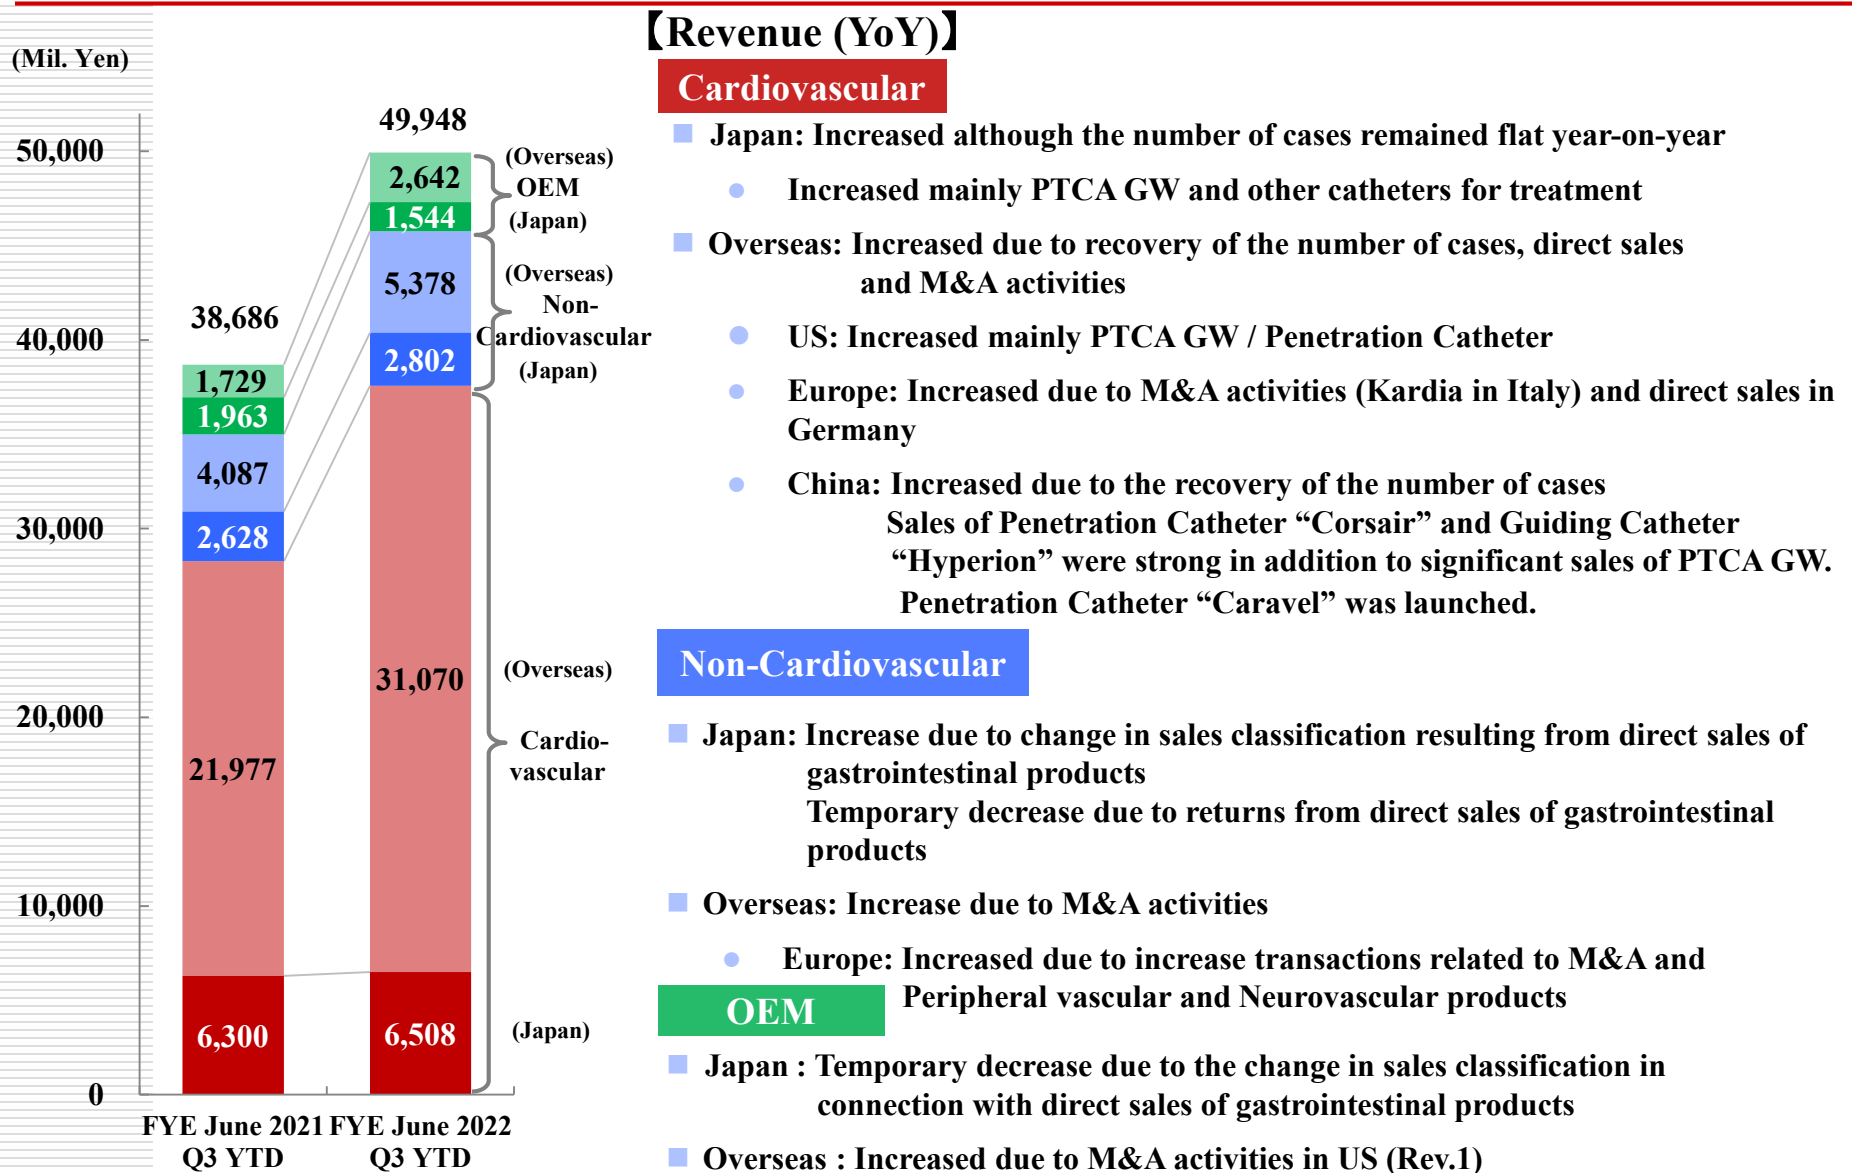 (Mil. Yen)
50,000
40,000
30,000
20,000
10,000
0
38,686
1,729
1,963
4,087
2,628
21,977
6,300
49,948
2,642
1,544
5,378
2,802
31,070
6,508
(Overseas)
OEM
(Japan)
(Overseas)
Non-
Cardiovascular
(Japan)
(Overseas)
Cardio-
vascular
(Japan)
FYE June 2021
Q3 YTD
FYE June 2022
Q3 YTD
【Revenue (YoY)】
Cardiovascular
Japan: Increased although the number of cases remained flat year-on-year
Increased mainly PTCA GW and other catheters for treatment
Overseas: Increased due to recovery of the number of cases, direct sales
and M&A activities
US: Increased mainly PTCA GW / Penetration Catheter
Europe: Increased due to M&A activities (Kardia in Italy) and direct sales in
Germany
China: Increased due to the recovery of the number of cases
Sales of Penetration Catheter “Corsair” and Guiding Catheter
“Hyperion” were strong in addition to significant sales of PTCA GW.
Penetration Catheter “Caravel” was launched.
Non-Cardiovascular
Japan: Increase due to change in sales classification resulting from direct sales of
gastrointestinal products
Temporary decrease due to returns from direct sales of gastrointestinal
products
Overseas: Increase due to M&A activities
Europe: Increased due to increase transactions related to M&A and
Peripheral vascular and Neurovascular products
OEM
Japan : Temporary decrease due to the change in sales classification in
connection with direct sales of gastrointestinal products
Overseas : Increased due to M&A activities in US (Rev.1)